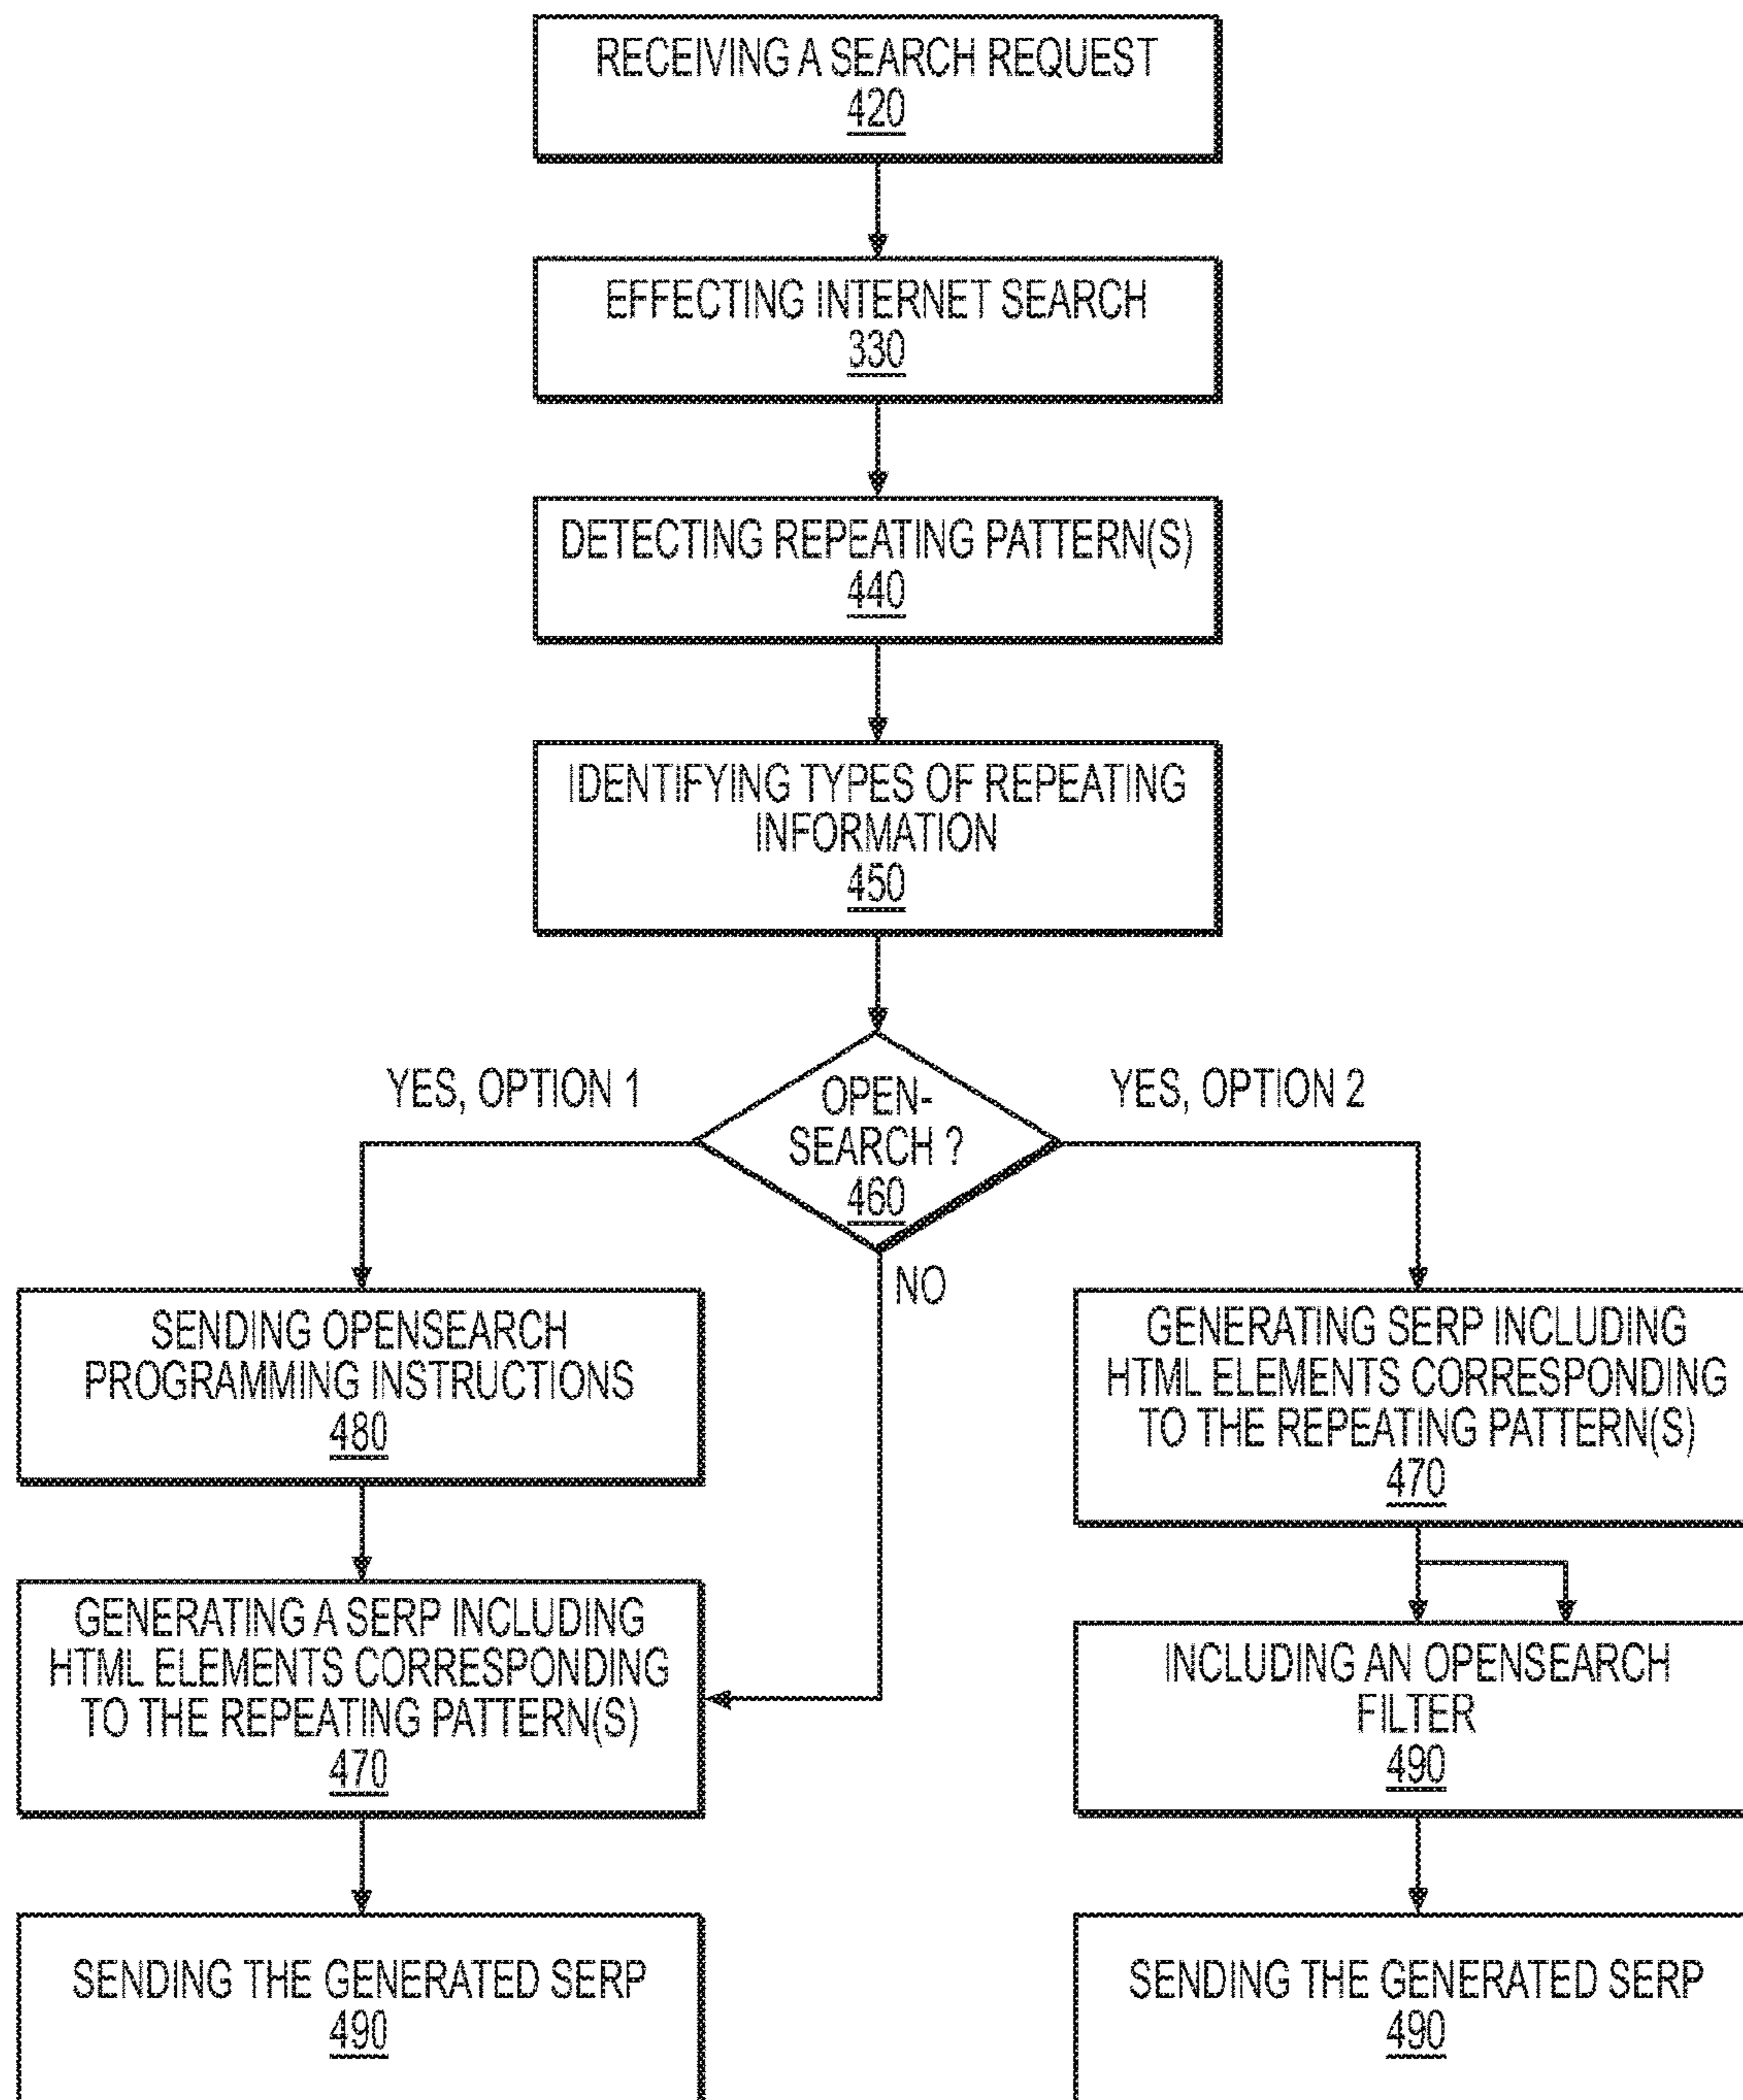 RECEIVING A SEARCH REQUEST
420
EFFECTING INTERNET SEARCH
330
DETECTING REPEATING PATTERN(S)
440
IDENTIFYING TYPES OF REPEATING
INFORMATION
450
YES, OPTION 1
OPEN-
SEARCH ?
460
YES, OPTION 2
NO
SENDING OPENSEARCH
PROGRAMMING INSTRUCTIONS
480
GENERATING A SERP INCLUDING
HTML ELEMENTS CORRESPONDING
TO THE REPEATING PATTERN(S)
470
SENDING THE GENERATED SERP
490
GENERATING SERP INCLUDING
HTML ELEMENTS CORRESPONDING
TO THE REPEATING PATTERN(S)
470
INCLUDING AN OPENSEARCH
FILTER
490
SENDING THE GENERATED SERP
490